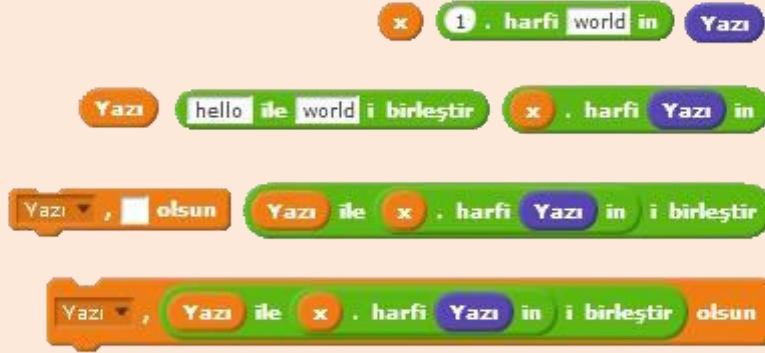 x 1 . harfi world in Yazı
Yazı hello ile world i birleştir x . harfi Yazı in
Yazı , olsun Yazı ile x . harfi Yazı in i birleştir
Yazı , Yazı ile x . harfi Yazı in i birleştir olsun